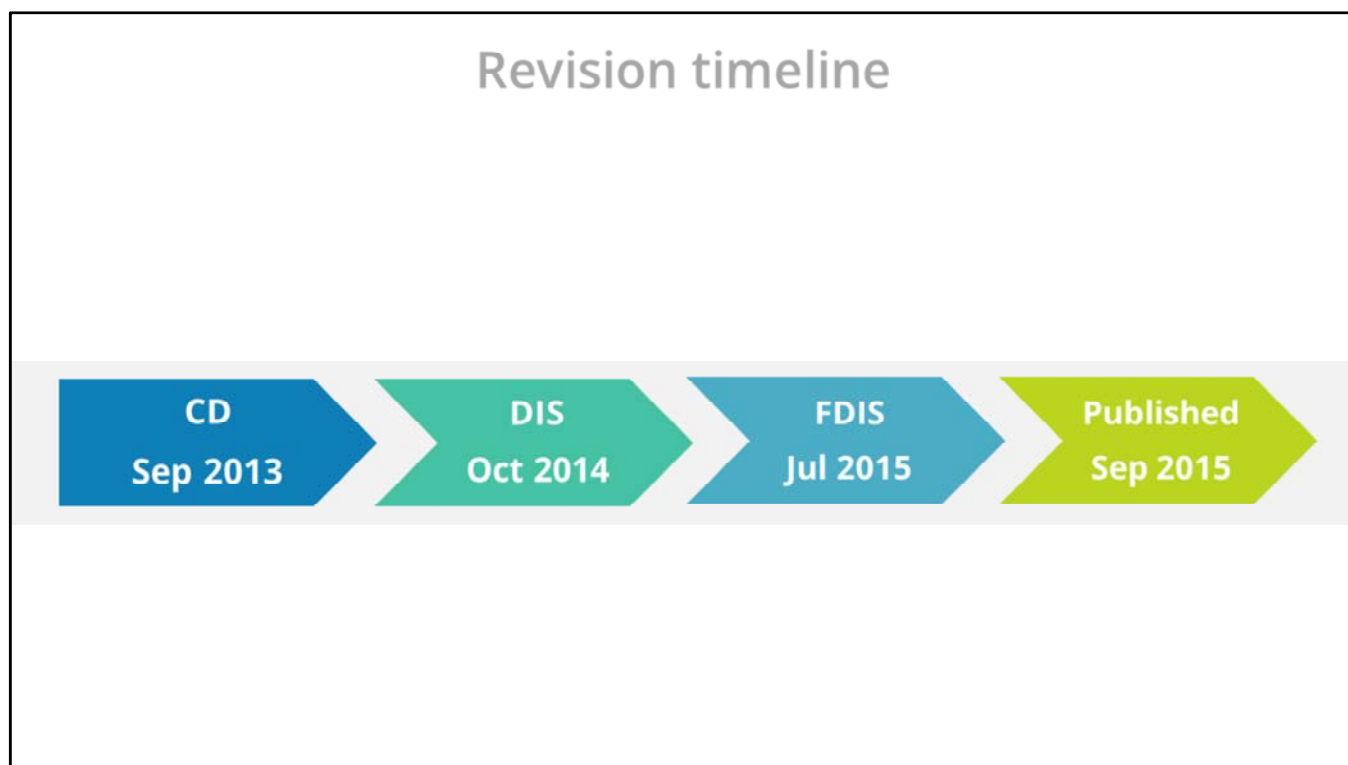 Revision timeline
CD
Sep 2013
DIS
Oct 2014
FDIS
Jul 2015
Published
Sep 2015